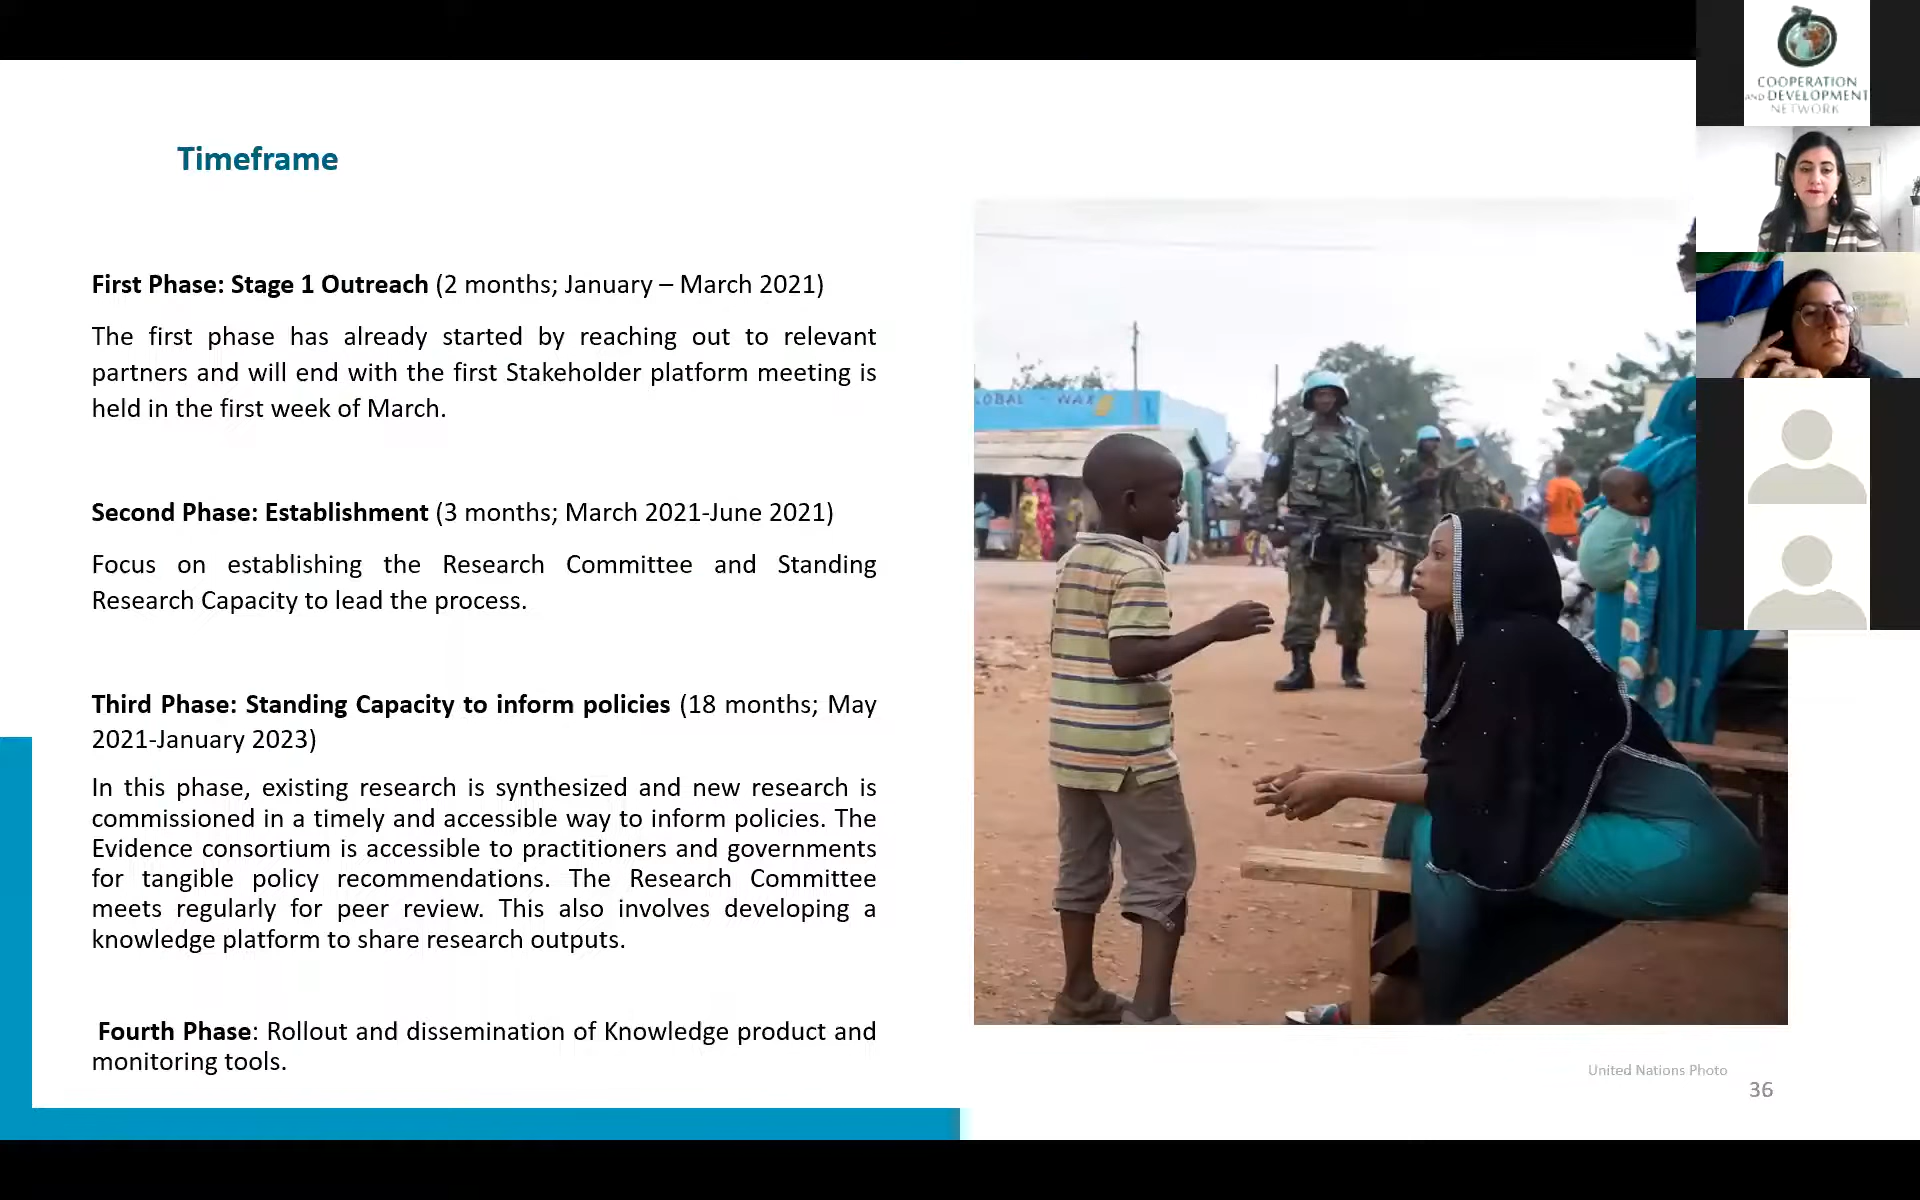 COOPERATION
AND DEVELOPMENT
NETWORK
Timeframe
First Phase: Stage 1 Outreach (2 months; January – March 2021)
The first phase has already started by reaching out to relevant
partners and will end with the first Stakeholder platform meeting is
held in the first week of March.
Second Phase: Establishment (3 months; March 2021-June 2021)
Focus on establishing the Research Committee and Standing
Research Capacity to lead the process.
Third Phase: Standing Capacity to inform policies (18 months; May
2021-January 2023)
In this phase, existing research is synthesized and new research is
commissioned in a timely and accessible way to inform policies. The
Evidence consortium is accessible to practitioners and governments
for tangible policy recommendations. The Research Committee
meets regularly for peer review. This also involves developing a
knowledge platform to share research outputs.
Fourth Phase: Rollout and dissemination of Knowledge product and
monitoring tools.
LOBAL - WAX
United Nations Photo
36